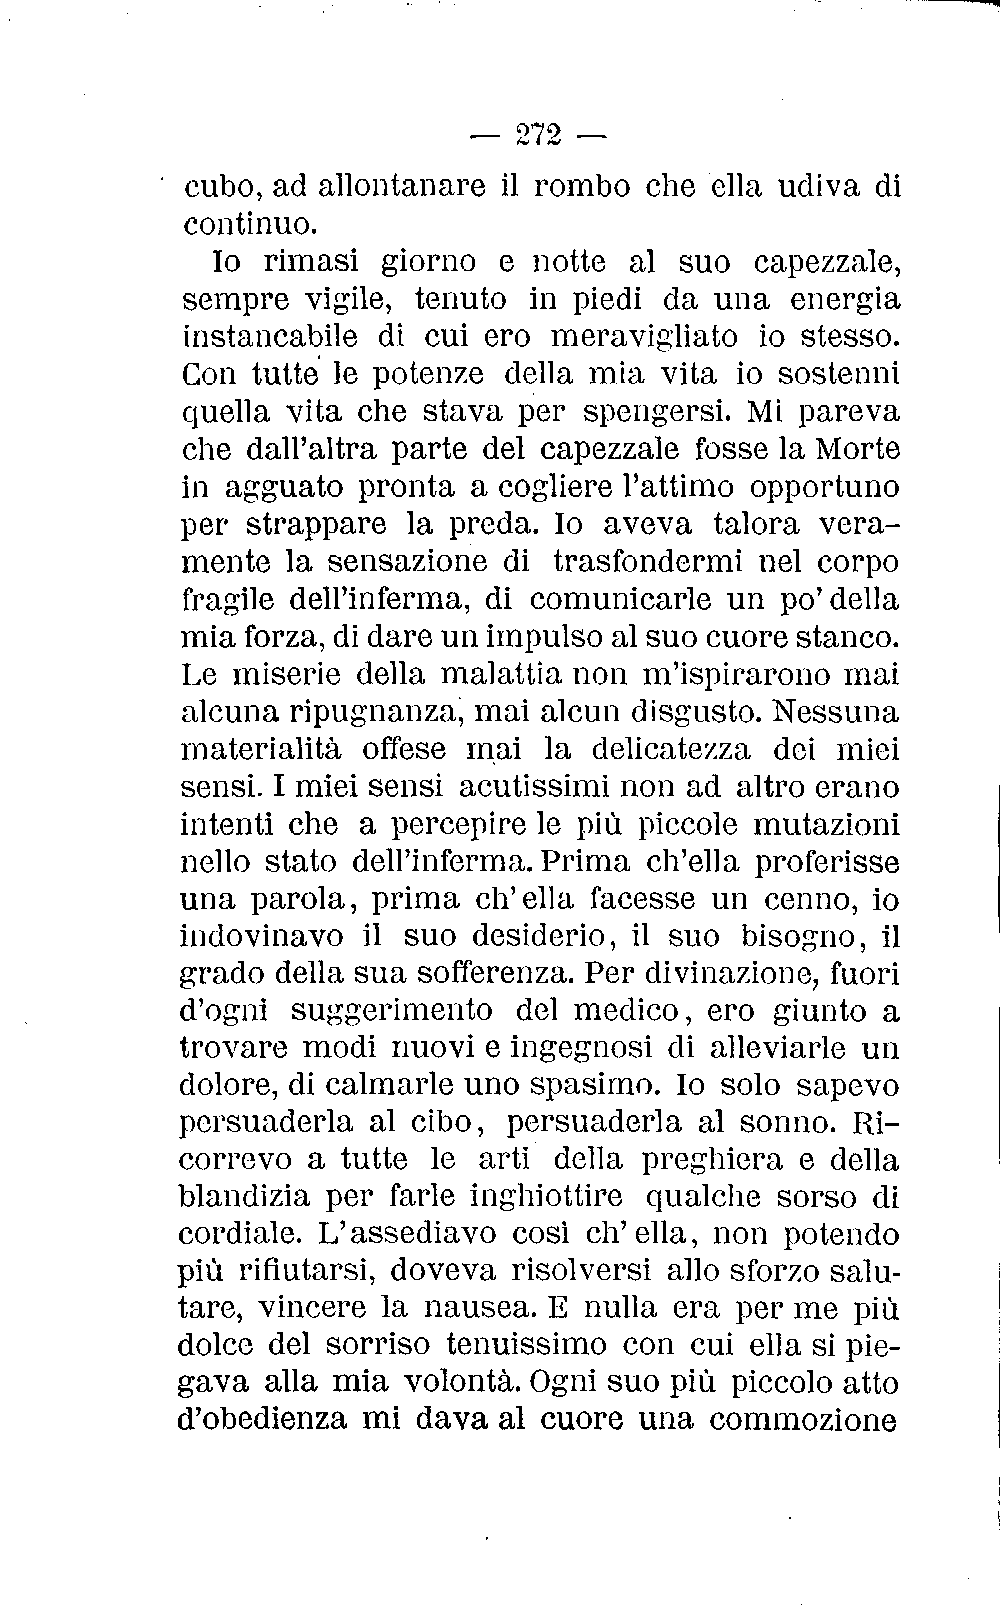 — 272 —
cubo, ad allontanare il rombo che ella udiva di
continuo.
Io rimasi giorno e notte al suo capezzale,
sempre vigile, tenuto in piedi da una energia
instancabile di cui ero meravigliato io stesso.
Con tutte le potenze della mia vita io sostenni
quella vita che stava per spengersi. Mi pareva
che dall'altra parte del capezzale fosse la Morte
in agguato pronta a cogliere l'attimo opportuno
per strappare la preda. Io aveva talora vera-
mente la sensazione di trasfondermi nel corpo
fragile dell'inferma, di comunicarle un po' della
mia forza, di dare un impulso al suo cuore stanco.
Le miserie della malattia non m'ispirarono mai
alcuna ripugnanza, mai alcun disgusto. Nessuna
materialità offese mai la delicatezza dei miei
sensi. I miei sensi acutissimi non ad altro erano
intenti che a percepire le più piccole mutazioni
nello stato dell'inferma. Prima ch'ella proferisse
una parola, prima ch'ella facesse un cenno, io
indovinavo il suo desiderio, il suo bisogno, il
grado della sua sofferenza. Per divinazione, fuori
d'ogni suggerimento del medico, ero giunto a
trovare modi nuovi e ingegnosi di alleviarle un
dolore, di calmarle uno spasimo. Io solo sapevo
persuaderla al cibo, persuaderla al sonno. Ri-
correvo a tutte le arti della preghiera e della
blandizia per farle inghiottire qualche sorso di
cordiale. L'assediavo così ch'ella, non potendo
più rifiutarsi, doveva risolversi allo sforzo salu-
tare, vincere la nausea. E nulla era per me più
dolce del sorriso tenuissimo con cui ella si pie-
gava alla mia volontà. Ogni suo più piccolo atto
d'obedienza mi dava al cuore una commozione